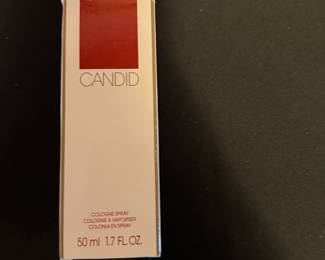 CANDID
COLOGNE SPRAY
COLOGNE A VAPORISER
COLONIA EN SPRAY
50 ml 1.7 FL. OZ.